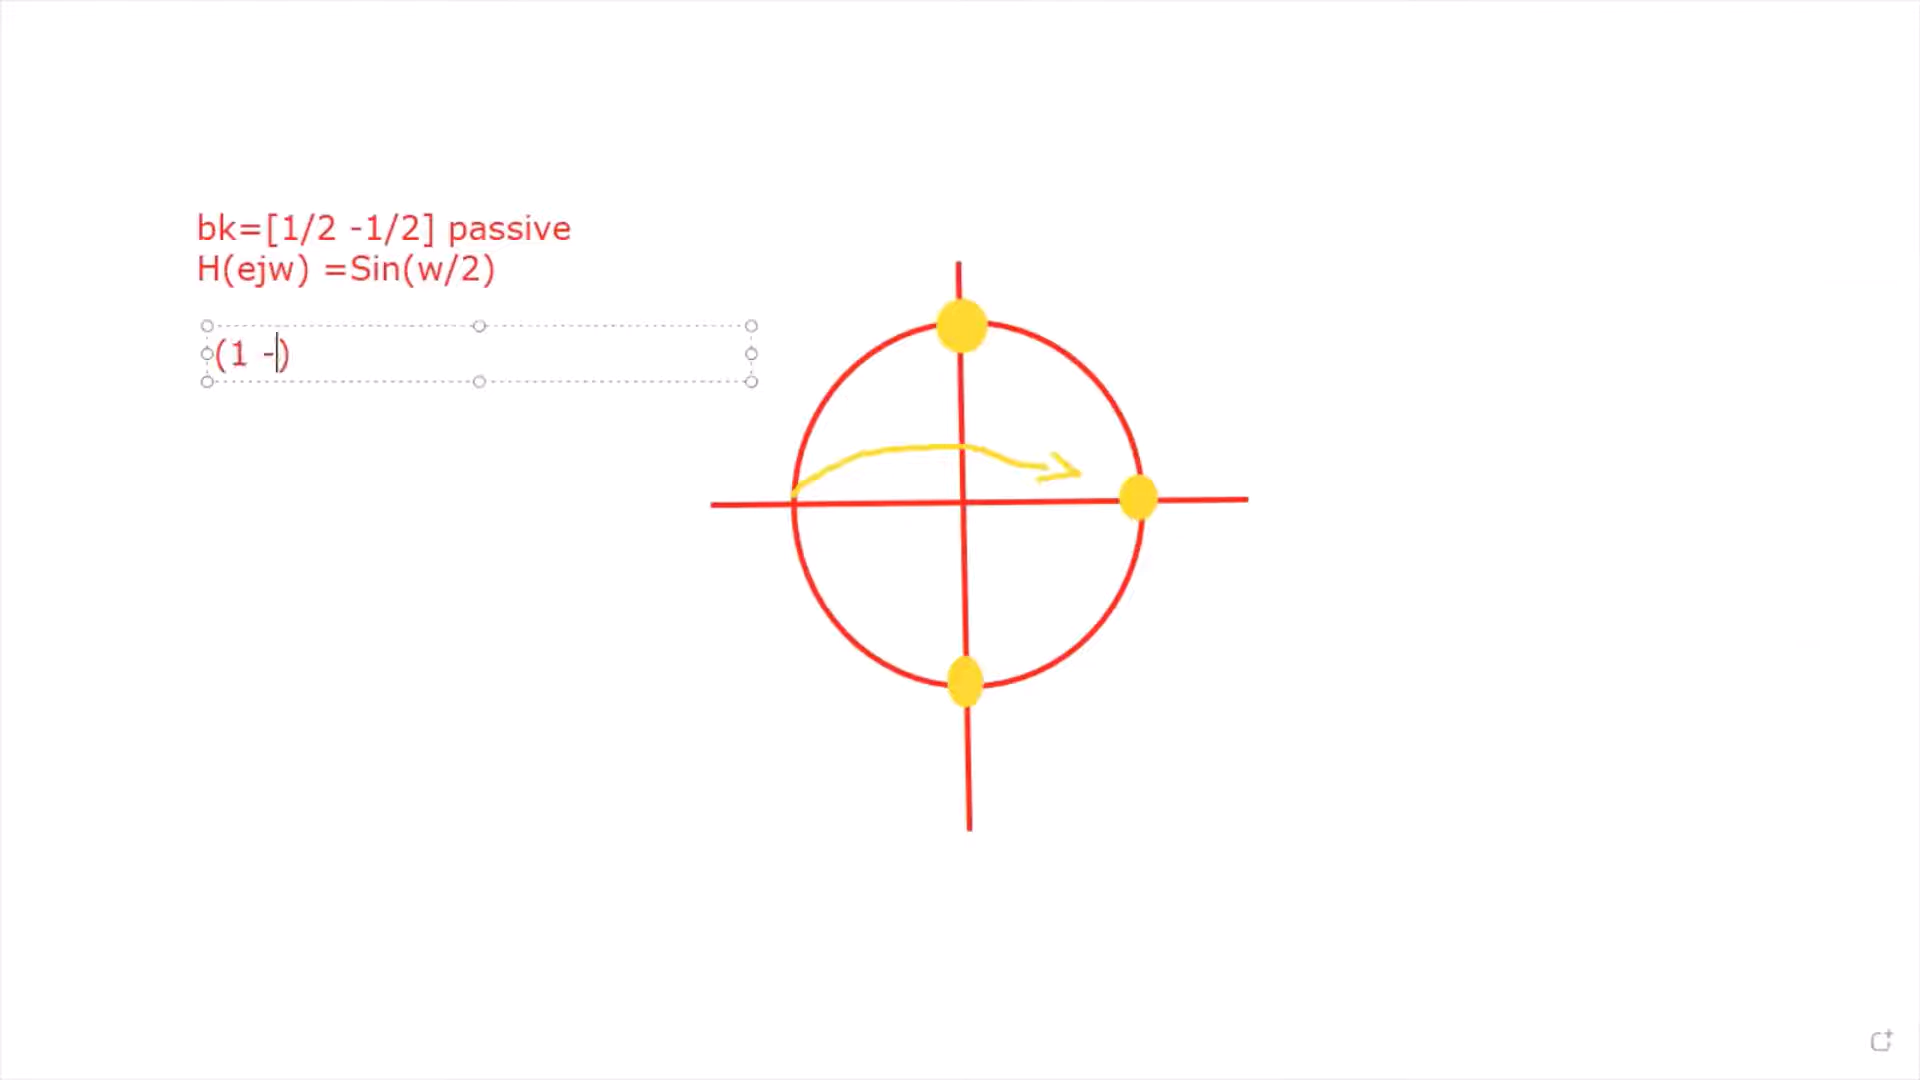 bk=[1/2 -1/2] passive
H(ejw) =Sin(w/2)
(1 -)